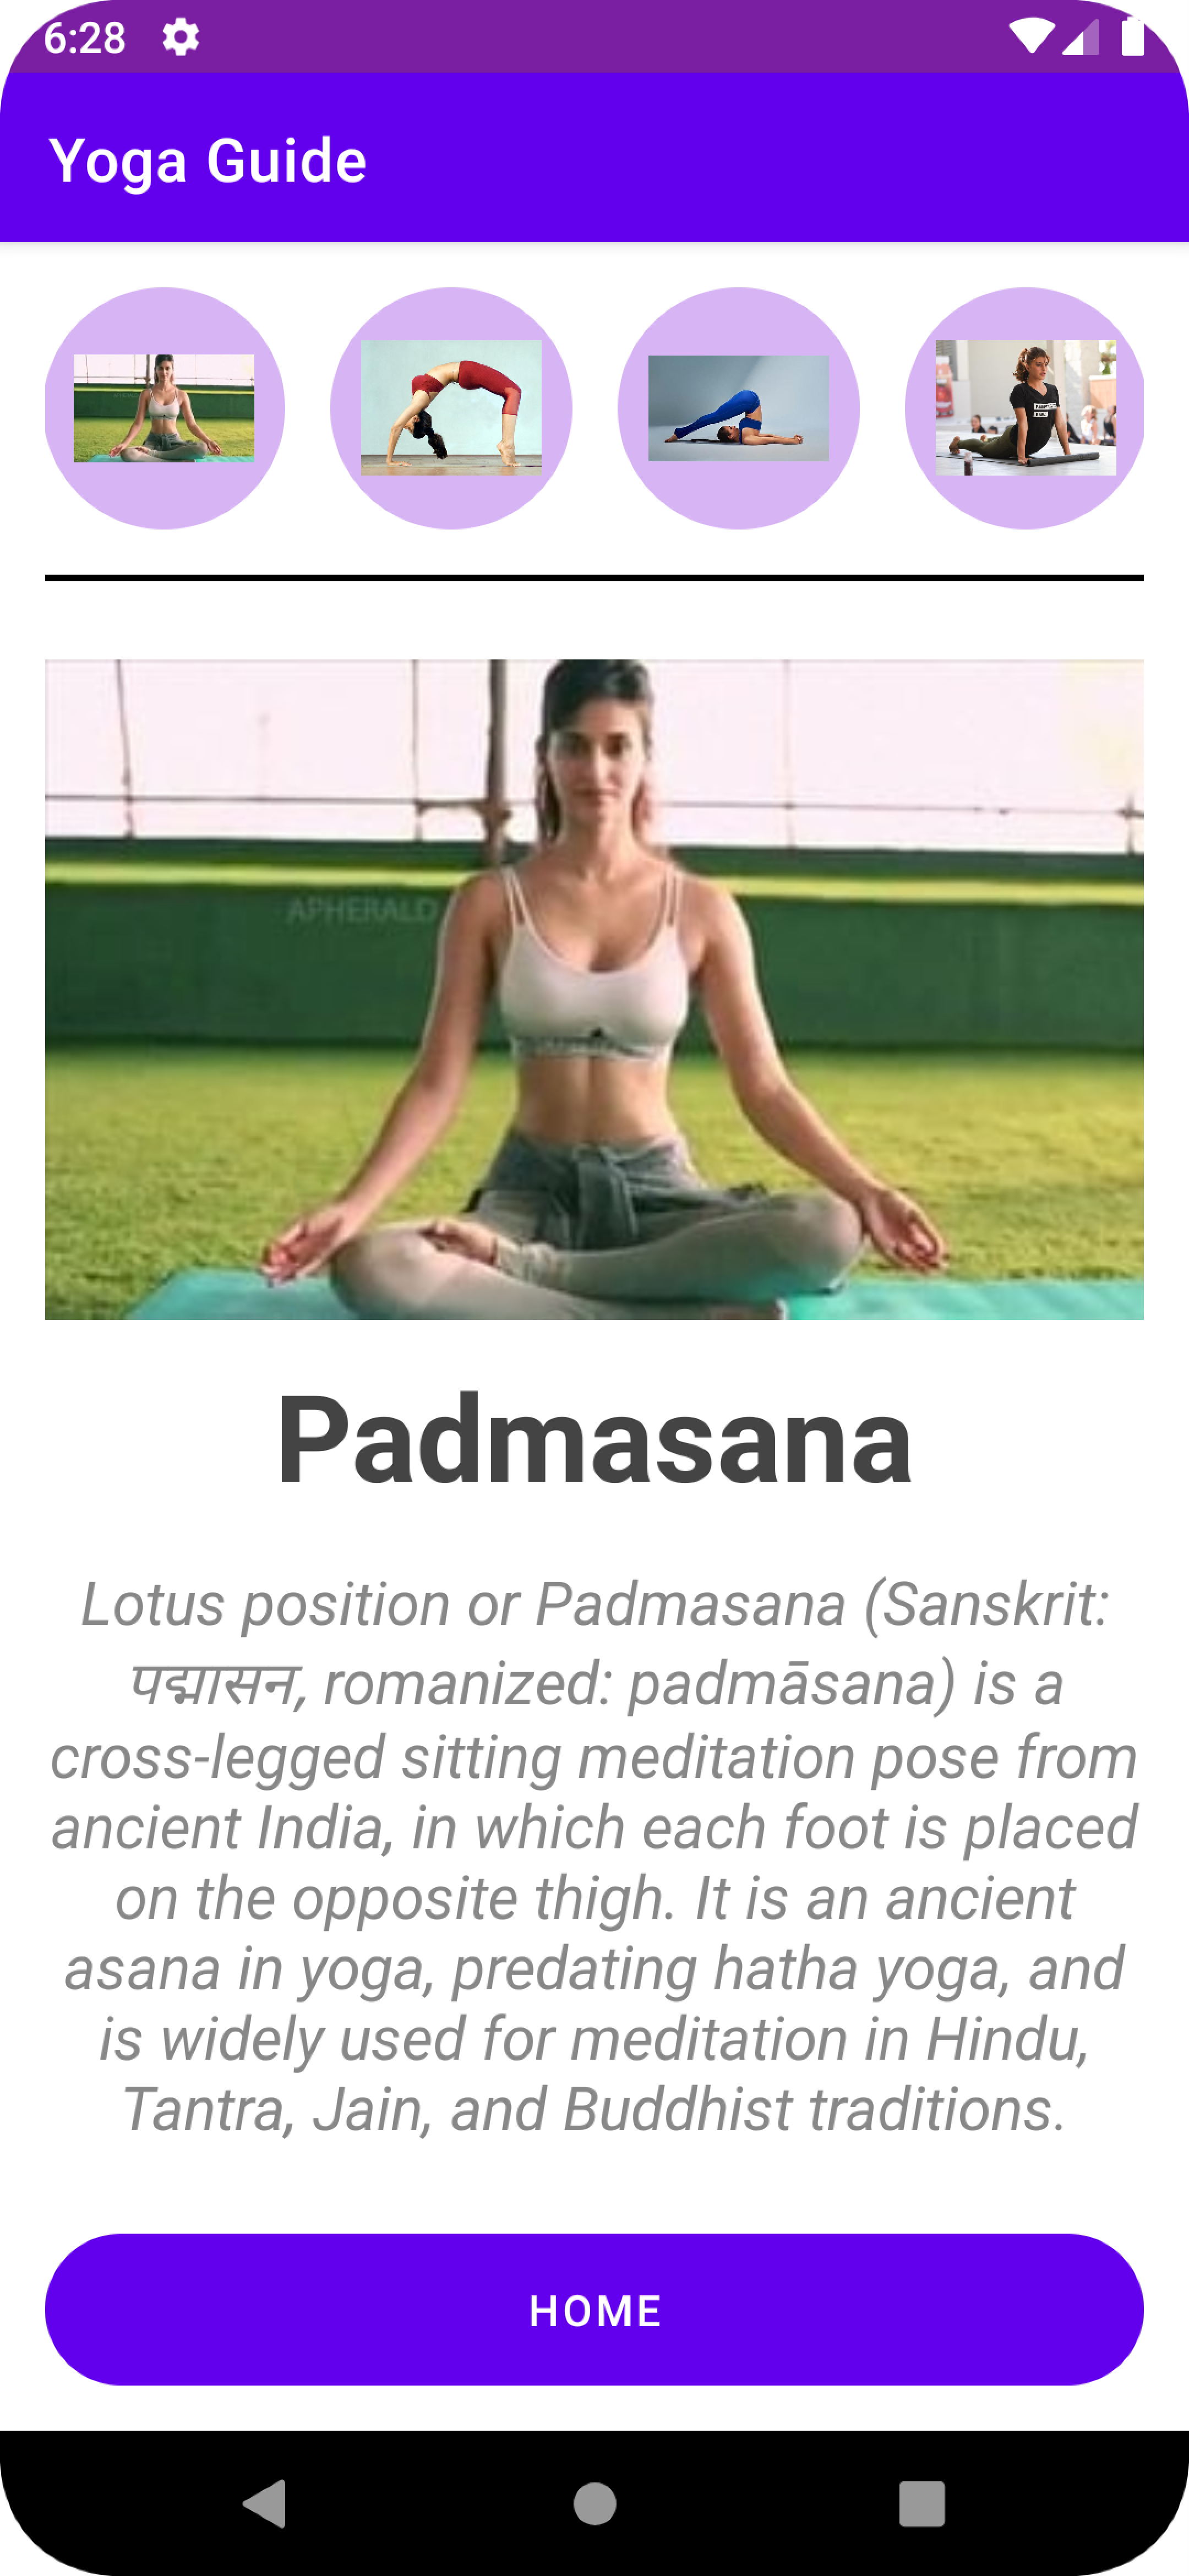 6:28
Yoga Guide
APHERALD
Padmasana
Lotus position or Padmasana (Sanskrit:
पद्मासन, romanized: padmāsana) is a
cross-legged sitting meditation pose from
ancient India, in which each foot is placed
on the opposite thigh. It is an ancient
asana in yoga, predating hatha yoga, and
is widely used for meditation in Hindu,
Tantra, Jain, and Buddhist traditions.
HOME